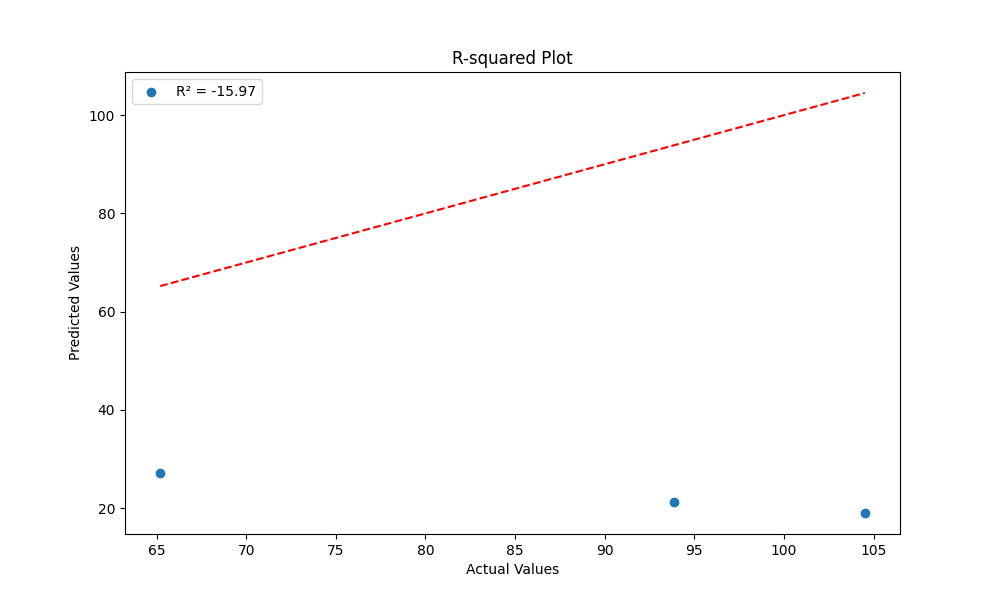 R-squared Plot
R² = -15.97
100
80
60
40
20
Predicted Values
65 70 75 80 85 90 95 100 105
Actual Values